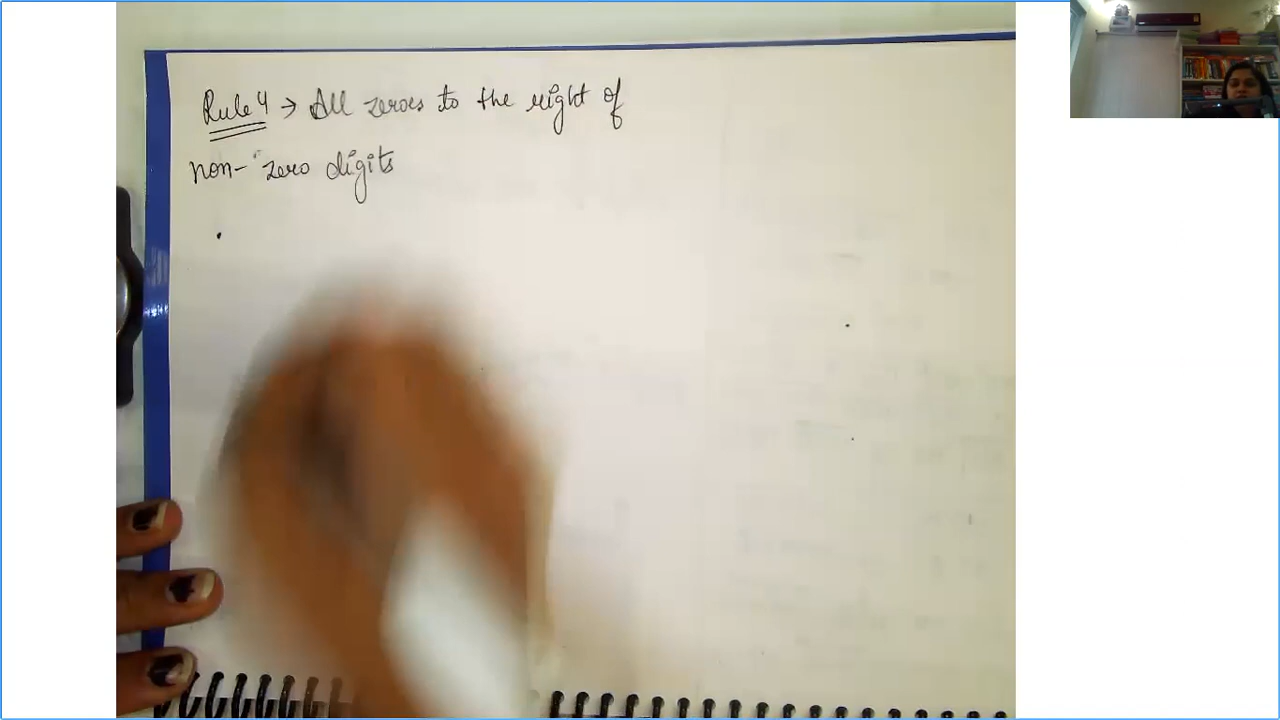 Rule 4 → All zeroes to the right of
non-zero digits